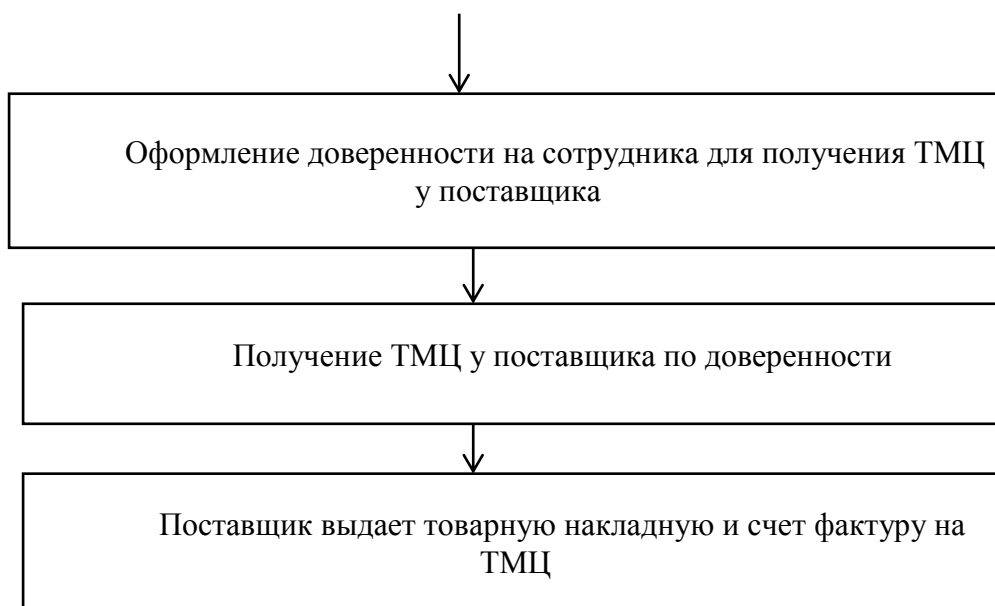 Оформление доверенности на сотрудника для получения ТМЦ
у поставщика
Получение ТМЦ у поставщика по доверенности
Поставщик выдает товарную накладную и счет фактуру на
ТМЦ